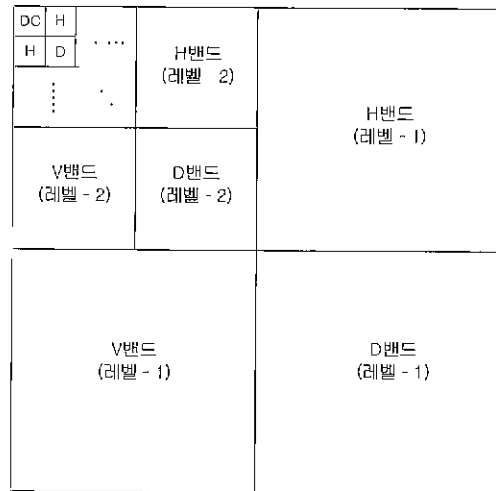 DC H
H D
H밴드
(레벨 2)
H밴드
(레벨 - 1)
V밴드
(레벨 - 2)
D밴드
(레벨 - 2)
V밴드
(레벨 - 1)
D밴드
(레벨 - 1)